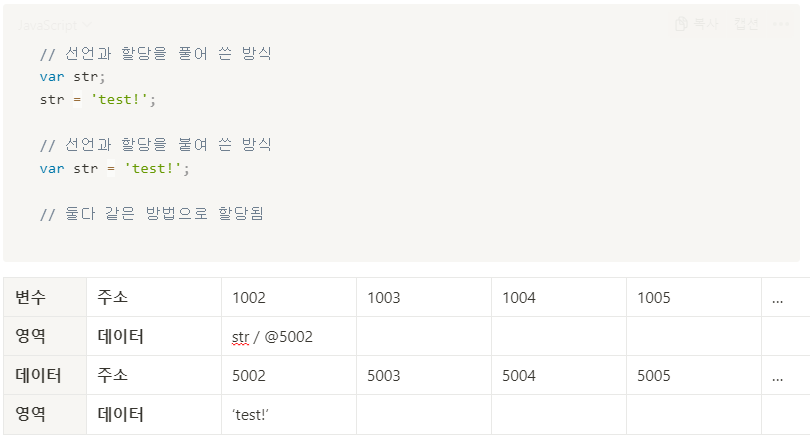 JavaScript
복사 캡션
// 선언과 할당을 풀어 쓴 방식
var str;
str = 'test!';
// 선언과 할당을 붙여 쓴 방식
var str = 'test!';
// 둘다 같은 방법으로 할당됨
변수 주소 1002 1003 1004 1005 ...
영역 데이터 str / @5002
데이터 주소 5002 5003 5004 5005 ...
영역 데이터 ‘test!‘